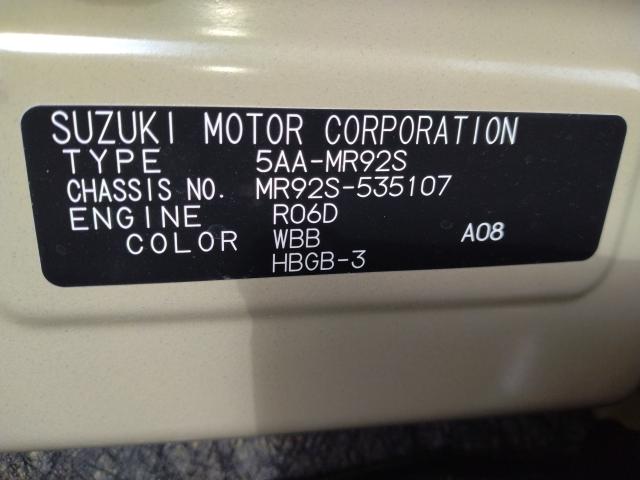 SUZUKI MOTOR CORPORATION
TYPE 5AA-MR92S
CHASSIS NO. MR92S-535107
ENGINE R06D
COLOR WBB A08
HBGB-3